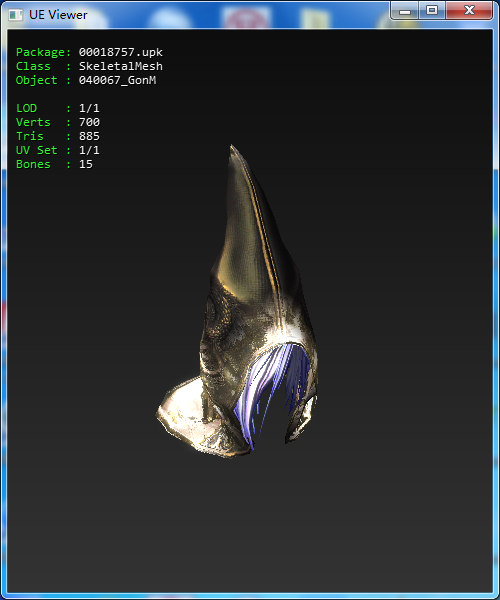 UE Viewer
Package: 00018757.upk
Class : SkeletalMesh
Object : 040067_GonM
LOD : 1/1
Verts : 700
Tris : 885
UV Set : 1/1
Bones : 15